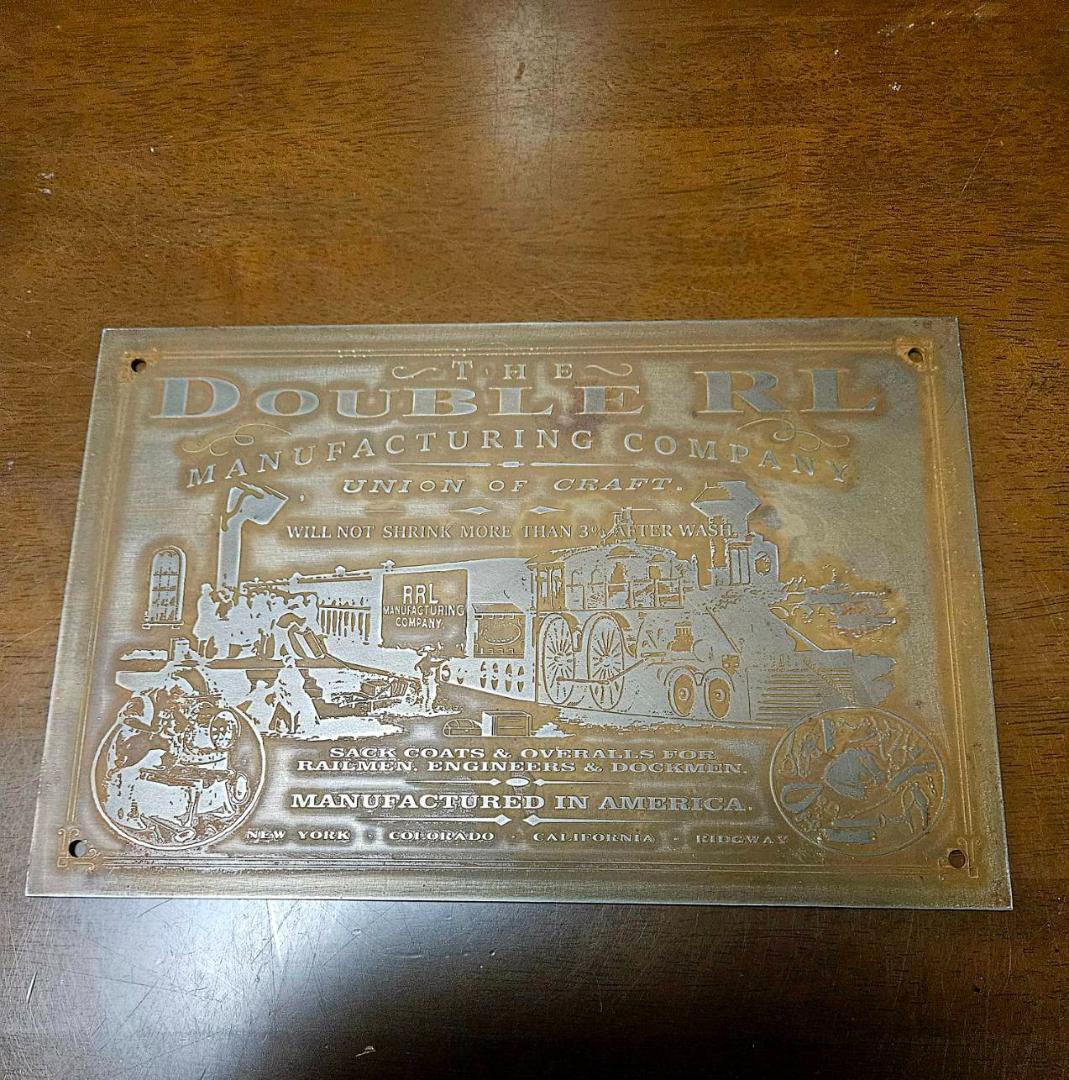 THE
DOUBLE RL
MANUFACTURING COMPANY
UNION OF CRAFT.
WILL NOT SHRINK MORE THAN 3% AFTER WASH.
RRL
MANUFACTURING
COMPANY.
SACK COATS & OVERALLS FOR
RAILMEN, ENGINEERS & DOCKMEN.
MANUFACTURED IN AMERICA.
NEW YORK · COLORADO · CALIFORNIA · RIDGWAY